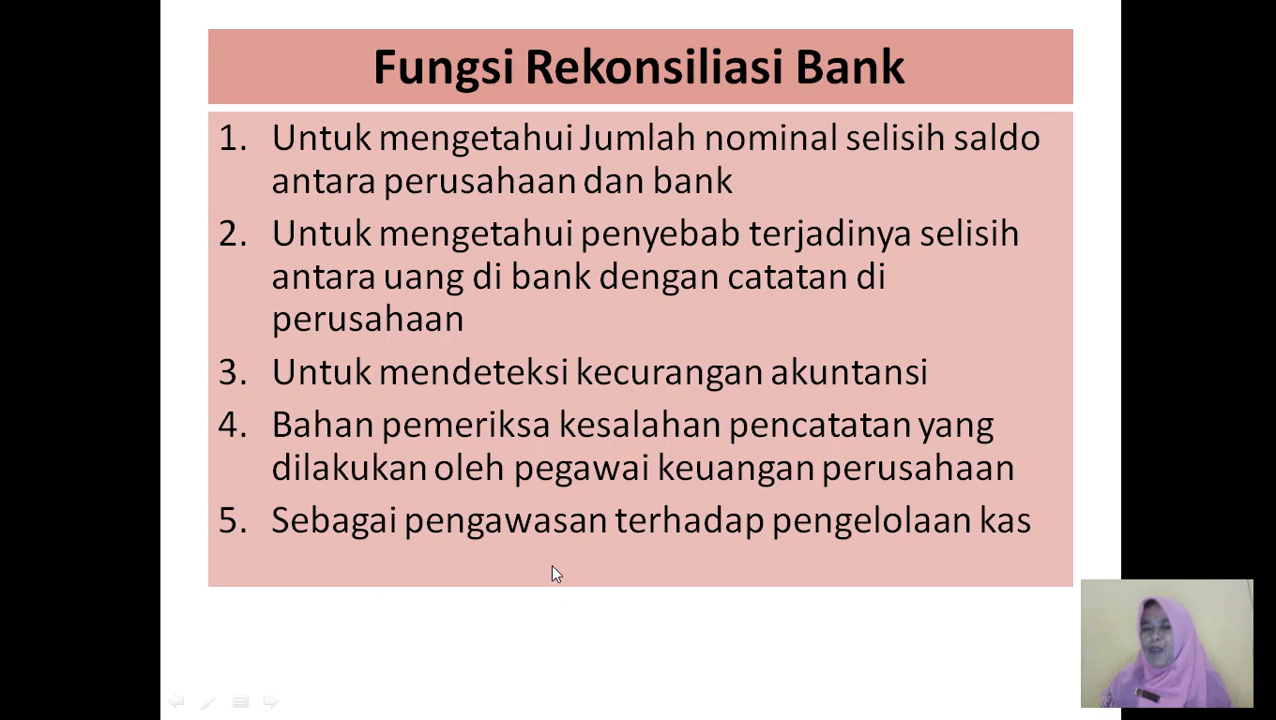 Fungsi Rekonsiliasi Bank
1. Untuk mengetahui Jumlah nominal selisih saldo
antara perusahaan dan bank
2. Untuk mengetahui penyebab terjadinya selisih
antara uang di bank dengan catatan di
perusahaan
3. Untuk mendeteksi kecurangan akuntansi
4. Bahan pemeriksa kesalahan pencatatan yang
dilakukan oleh pegawai keuangan perusahaan
5. Sebagai pengawasan terhadap pengelolaan kas